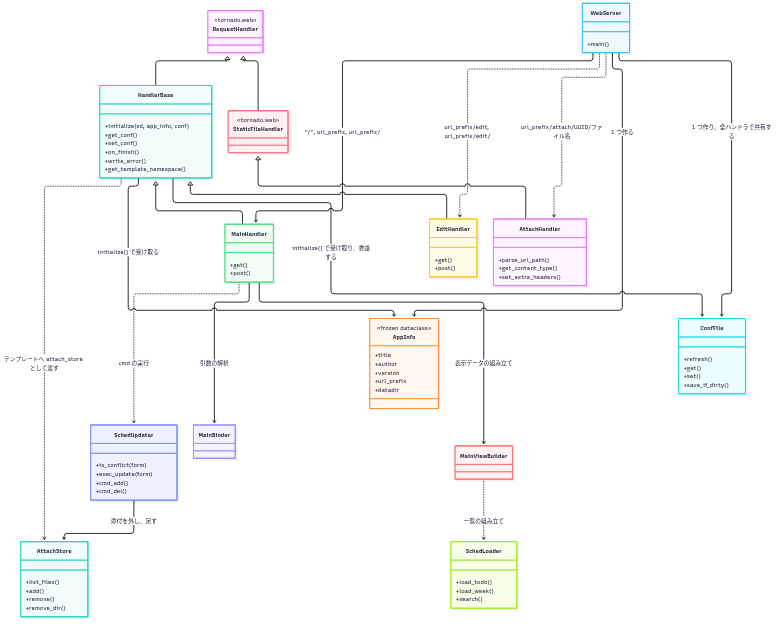 WebServer
+main()
«tornado.web»
RequestHandler
HandlerBase
+initialize(sd, app_info, conf)
+get_conf()
+set_conf()
+on_finish()
+write_error()
+get_template_namespace()
«tornado.web»
StaticFileHandler
"/", url_prefix, url_prefix/
url_prefix/edit,
url_prefix/edit/
url_prefix/attach/UUID/ファ
イル名
1 つ作る
1 つ作り、全ハンドラで共有す
る
MainHandler
+get()
+post()
EditHandler
+get()
+post()
AttachHandler
+parse_url_path()
+get_content_type()
+set_extra_headers()
initialize() で受け取る
initialize() で受け取り、委譲
する
«frozen dataclass»
AppInfo
+title
+author
+version
+url_prefix
+datadir
ConfFile
+refresh()
+get()
+set()
+save_if_dirty()
テンプレートへ attach_store
として渡す
cmd の実行
引数の解析
表示データの組み立て
SchedUpdater
+is_conflict(form)
+exec_update(form)
+cmd_add()
+cmd_del()
MainBinder
MainViewBuilder
添付を外し、足す
一覧の組み立て
AttachStore
+list_files()
+add()
+remove()
+remove_dir()
SchedLoader
+load_todo()
+load_week()
+search()